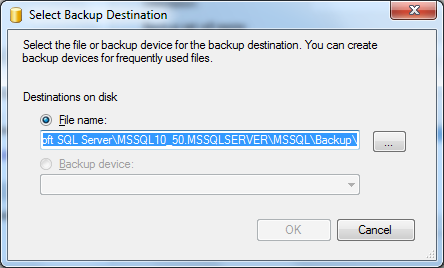 Select Backup Destination
Select the file or backup device for the backup destination. You can create
backup devices for frequently used files.
Destinations on disk
File name:
oft SQL Server\MSSQL10_50.MSSQLSERVER\MSSQL\Backup\
...
Backup device:
OK
Cancel